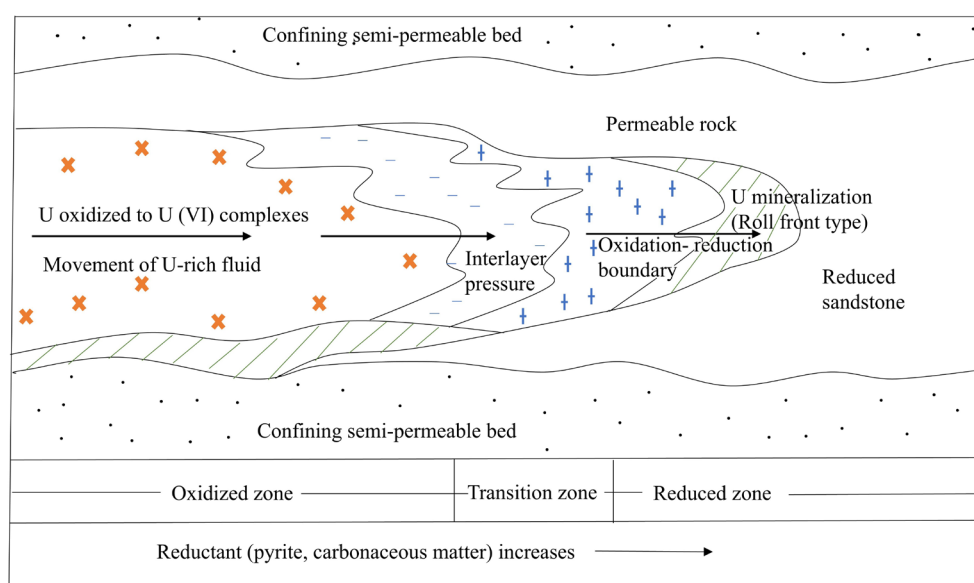 Confining semi-permeable bed
Permeable rock
U oxidized to U (VI) complexes
Movement of U-rich fluid
Interlayer
pressure
Oxidation- reduction
boundary
U mineralization
(Roll front type)
Reduced
sandstone
Confining semi-permeable bed
Oxidized zone
Transition zone
Reduced zone
Reductant (pyrite, carbonaceous matter) increases